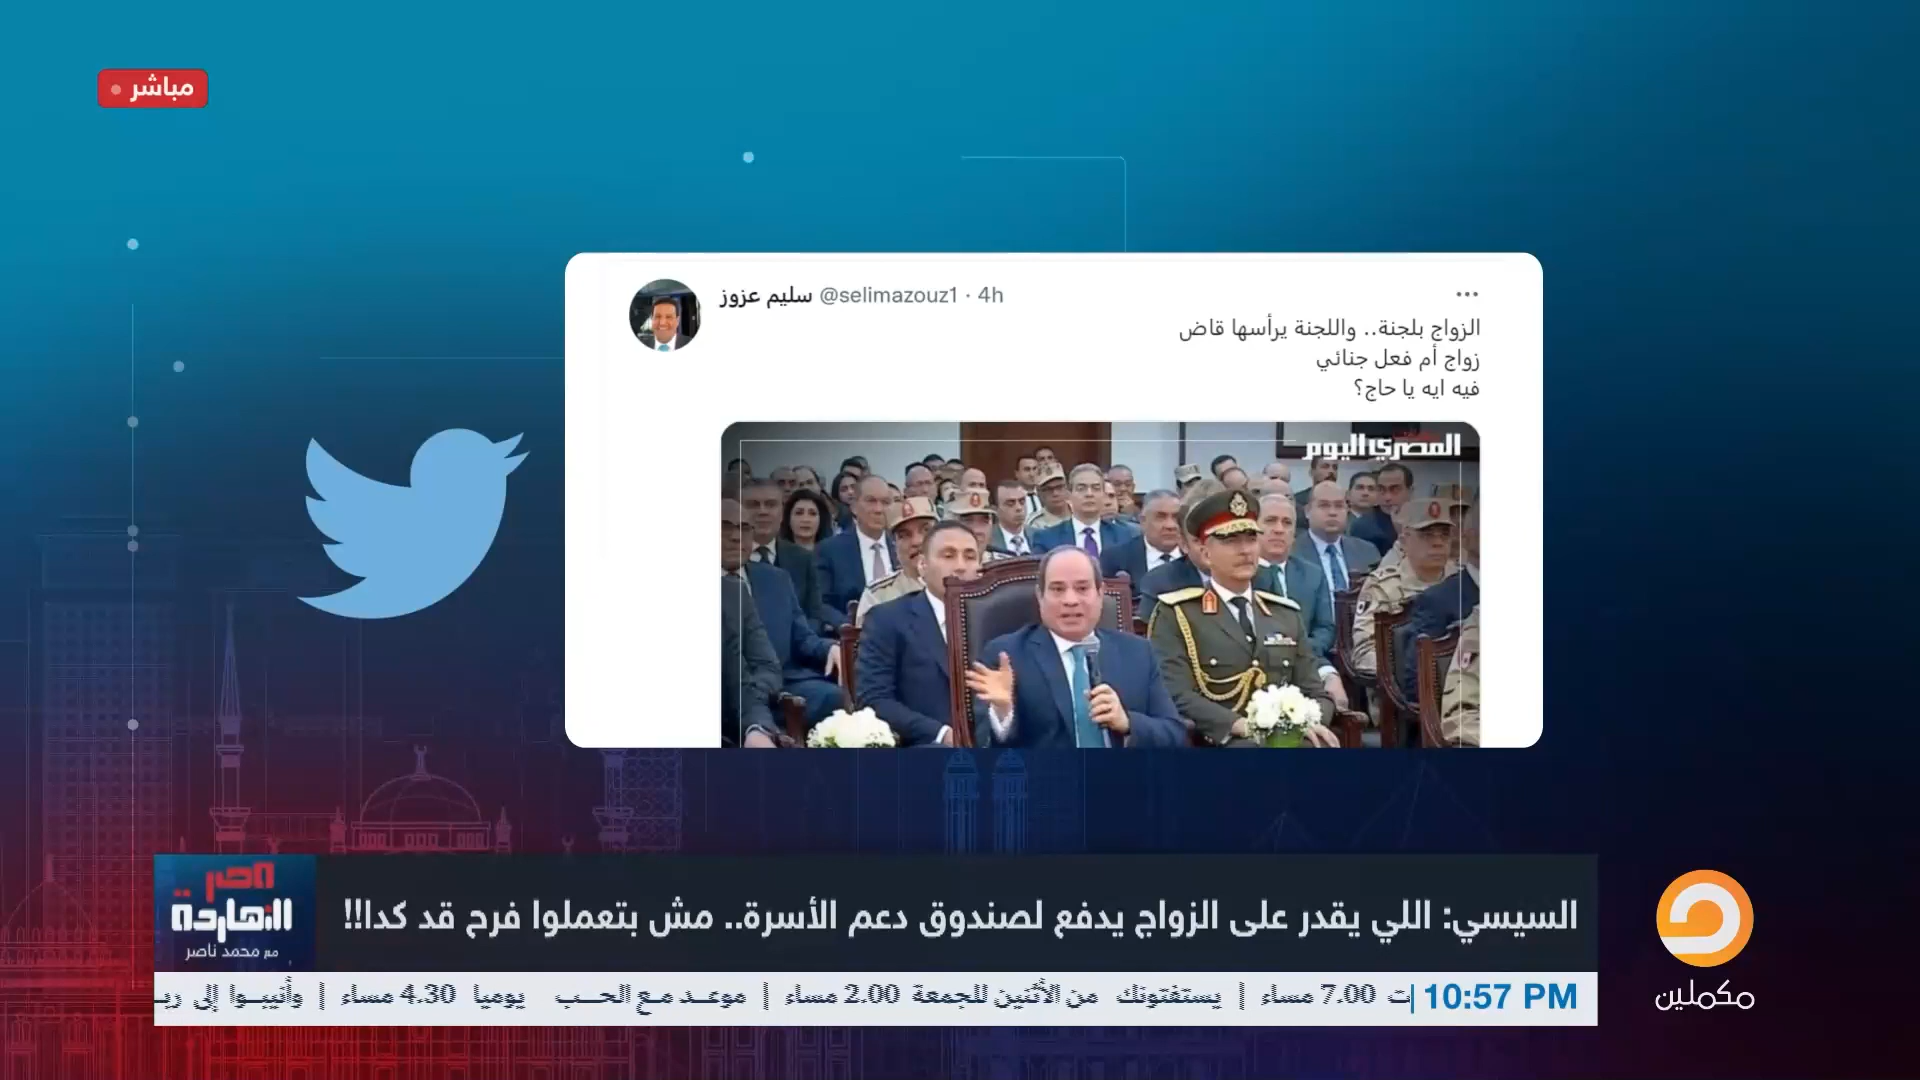 مباشر
سليم عزوز @selimazouz1 · 4h
الزواج بلجنة.. واللجنة يرأسها قاض
زواج أم فعل جنائي
فيه ايه يا حاج؟
المصري اليوم
مصر
النهاردة
مع محمد ناصر
السيسي: اللي يقدر على الزواج يدفع لصندوق دعم الأسرة.. مش بتعملوا فرح قد كدا!!
10:57 PM
ت 7.00 مساء | يستفتونك من الأثنين للجمعة 2.00 مساء | موعد مع الحب يوميا 4.30 مساء | وأنيبوا إلى رب
مكملين